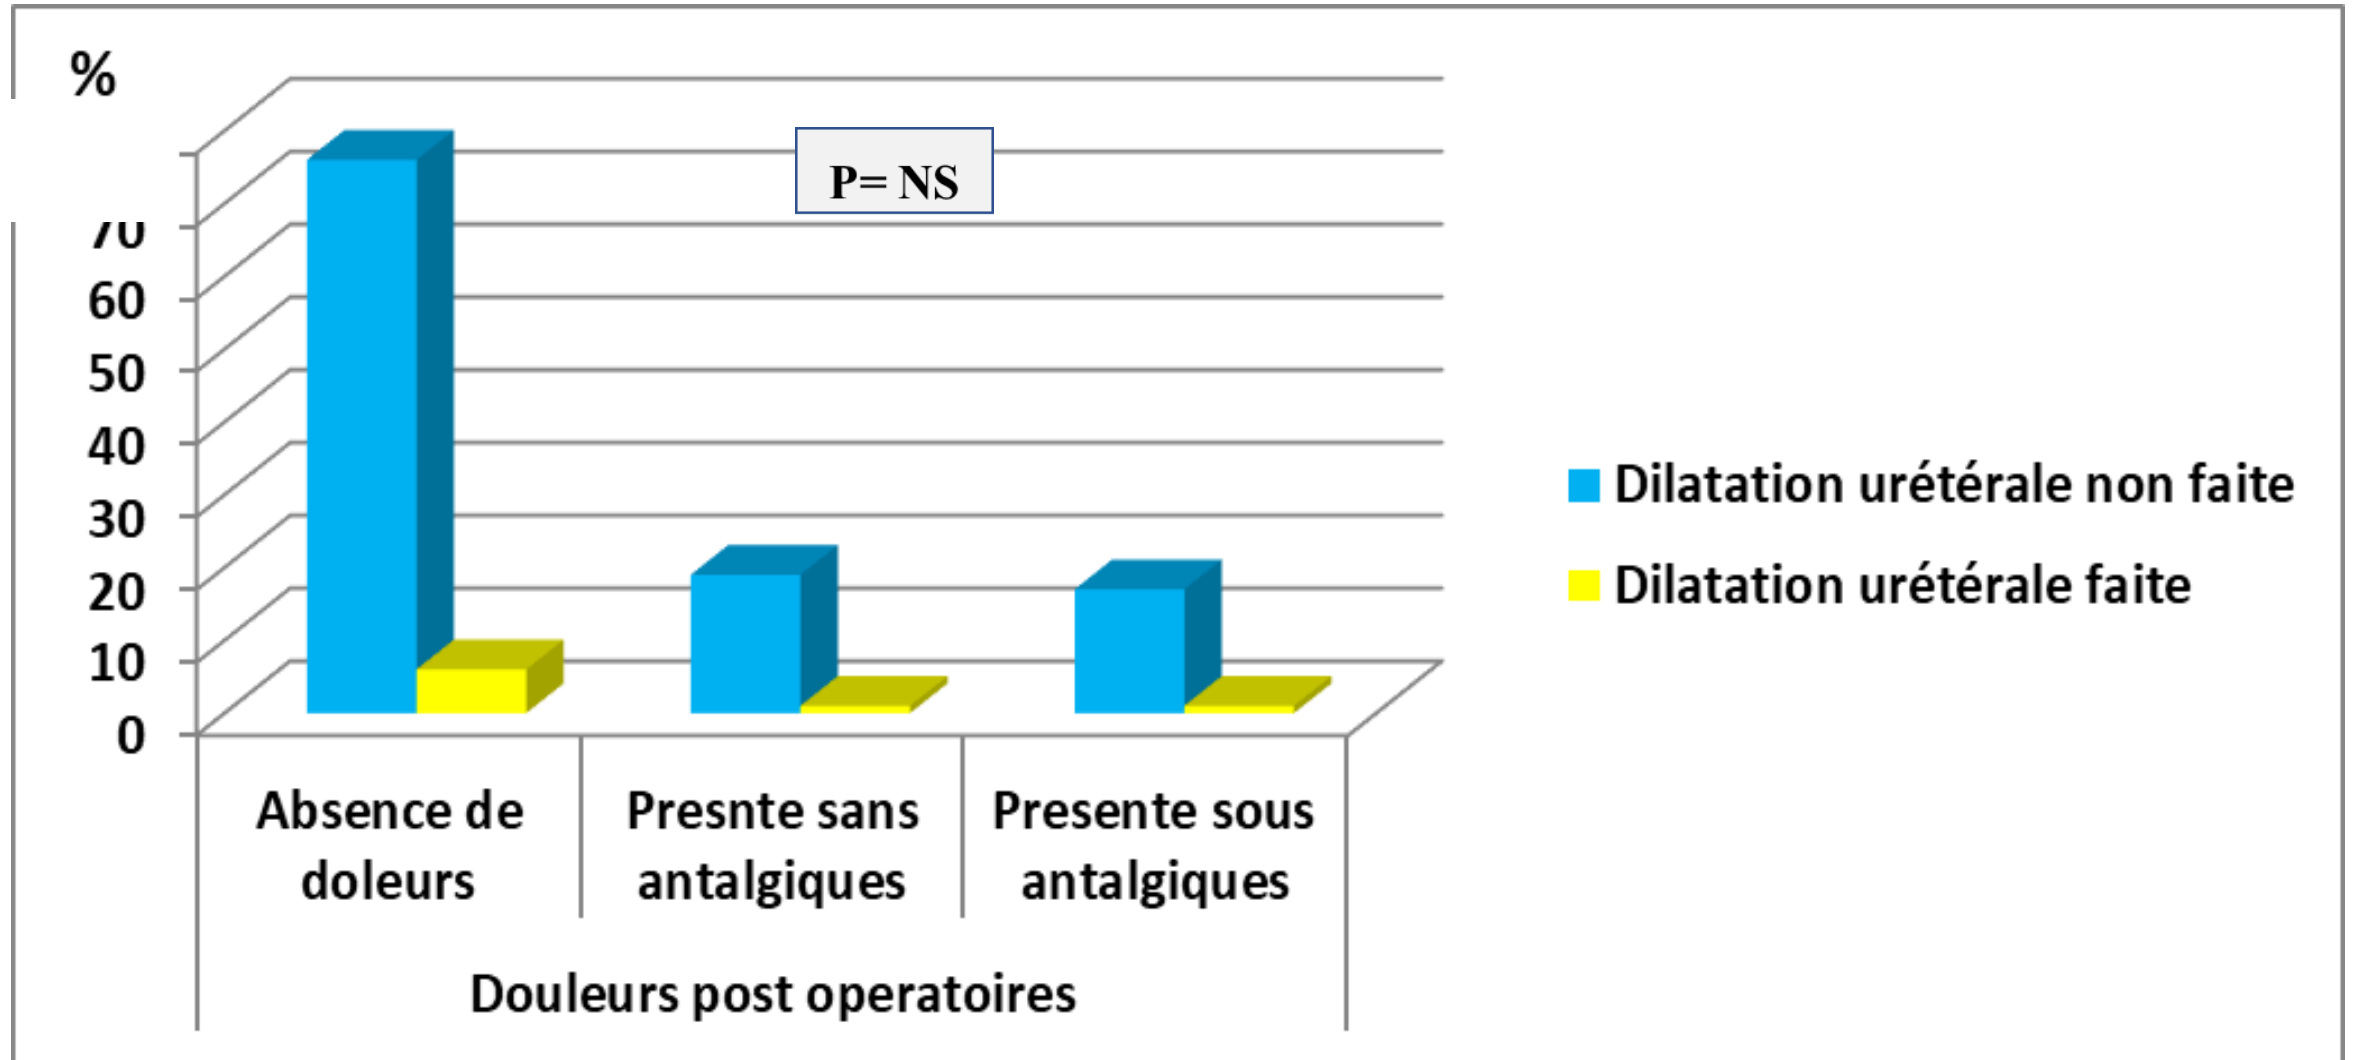 %
P= NS
70
60
50
40
30
20
10
0
Dilatation urétérale non faite
Dilatation urétérale faite
Absence de
doleurs
Presnte sans
antalgiques
Presente sous
antalgiques
Douleurs post operatoires